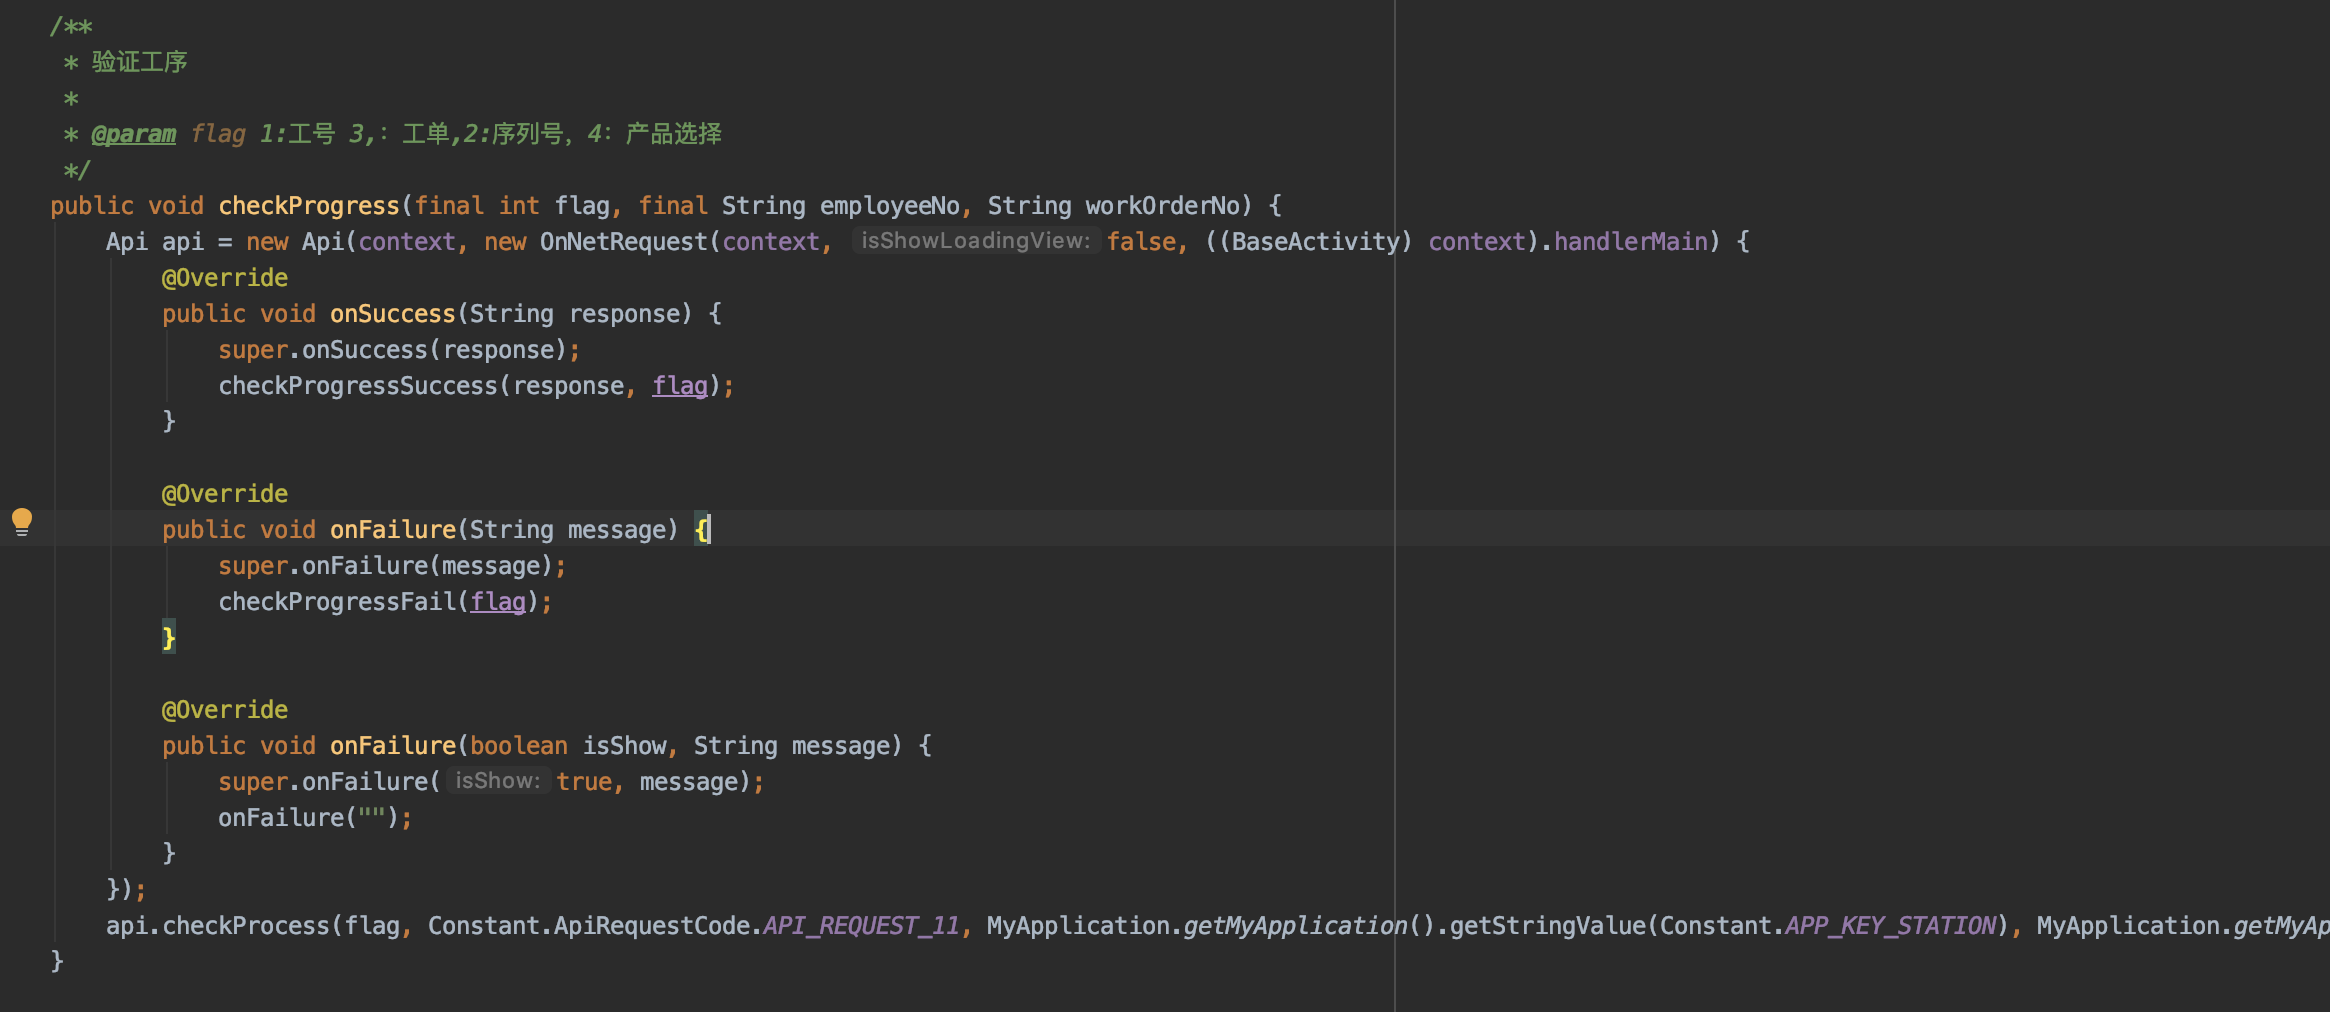 /**
* 验证工序
*
* @param flag 1:工号 3,：工单,2:序列号，4：产品选择
*/
public void checkProgress(final int flag, final String employeeNo, String workOrderNo) {
Api api = new Api(context, new OnNetRequest(context, isShowLoadingView: false, ((BaseActivity) context).handlerMain) {
@Override
public void onSuccess(String response) {
super.onSuccess(response);
checkProgressSuccess(response, flag);
}
@Override
public void onFailure(String message) {
super.onFailure(message);
checkProgressFail(flag);
}
@Override
public void onFailure(boolean isShow, String message) {
super.onFailure( isShow: true, message);
onFailure("");
}
});
api.checkProcess(flag, Constant.ApiRequestCode.API_REQUEST_11, MyApplication.getMyApplication().getStringValue(Constant.APP_KEY_STATION), MyApplication.getMyAp
}